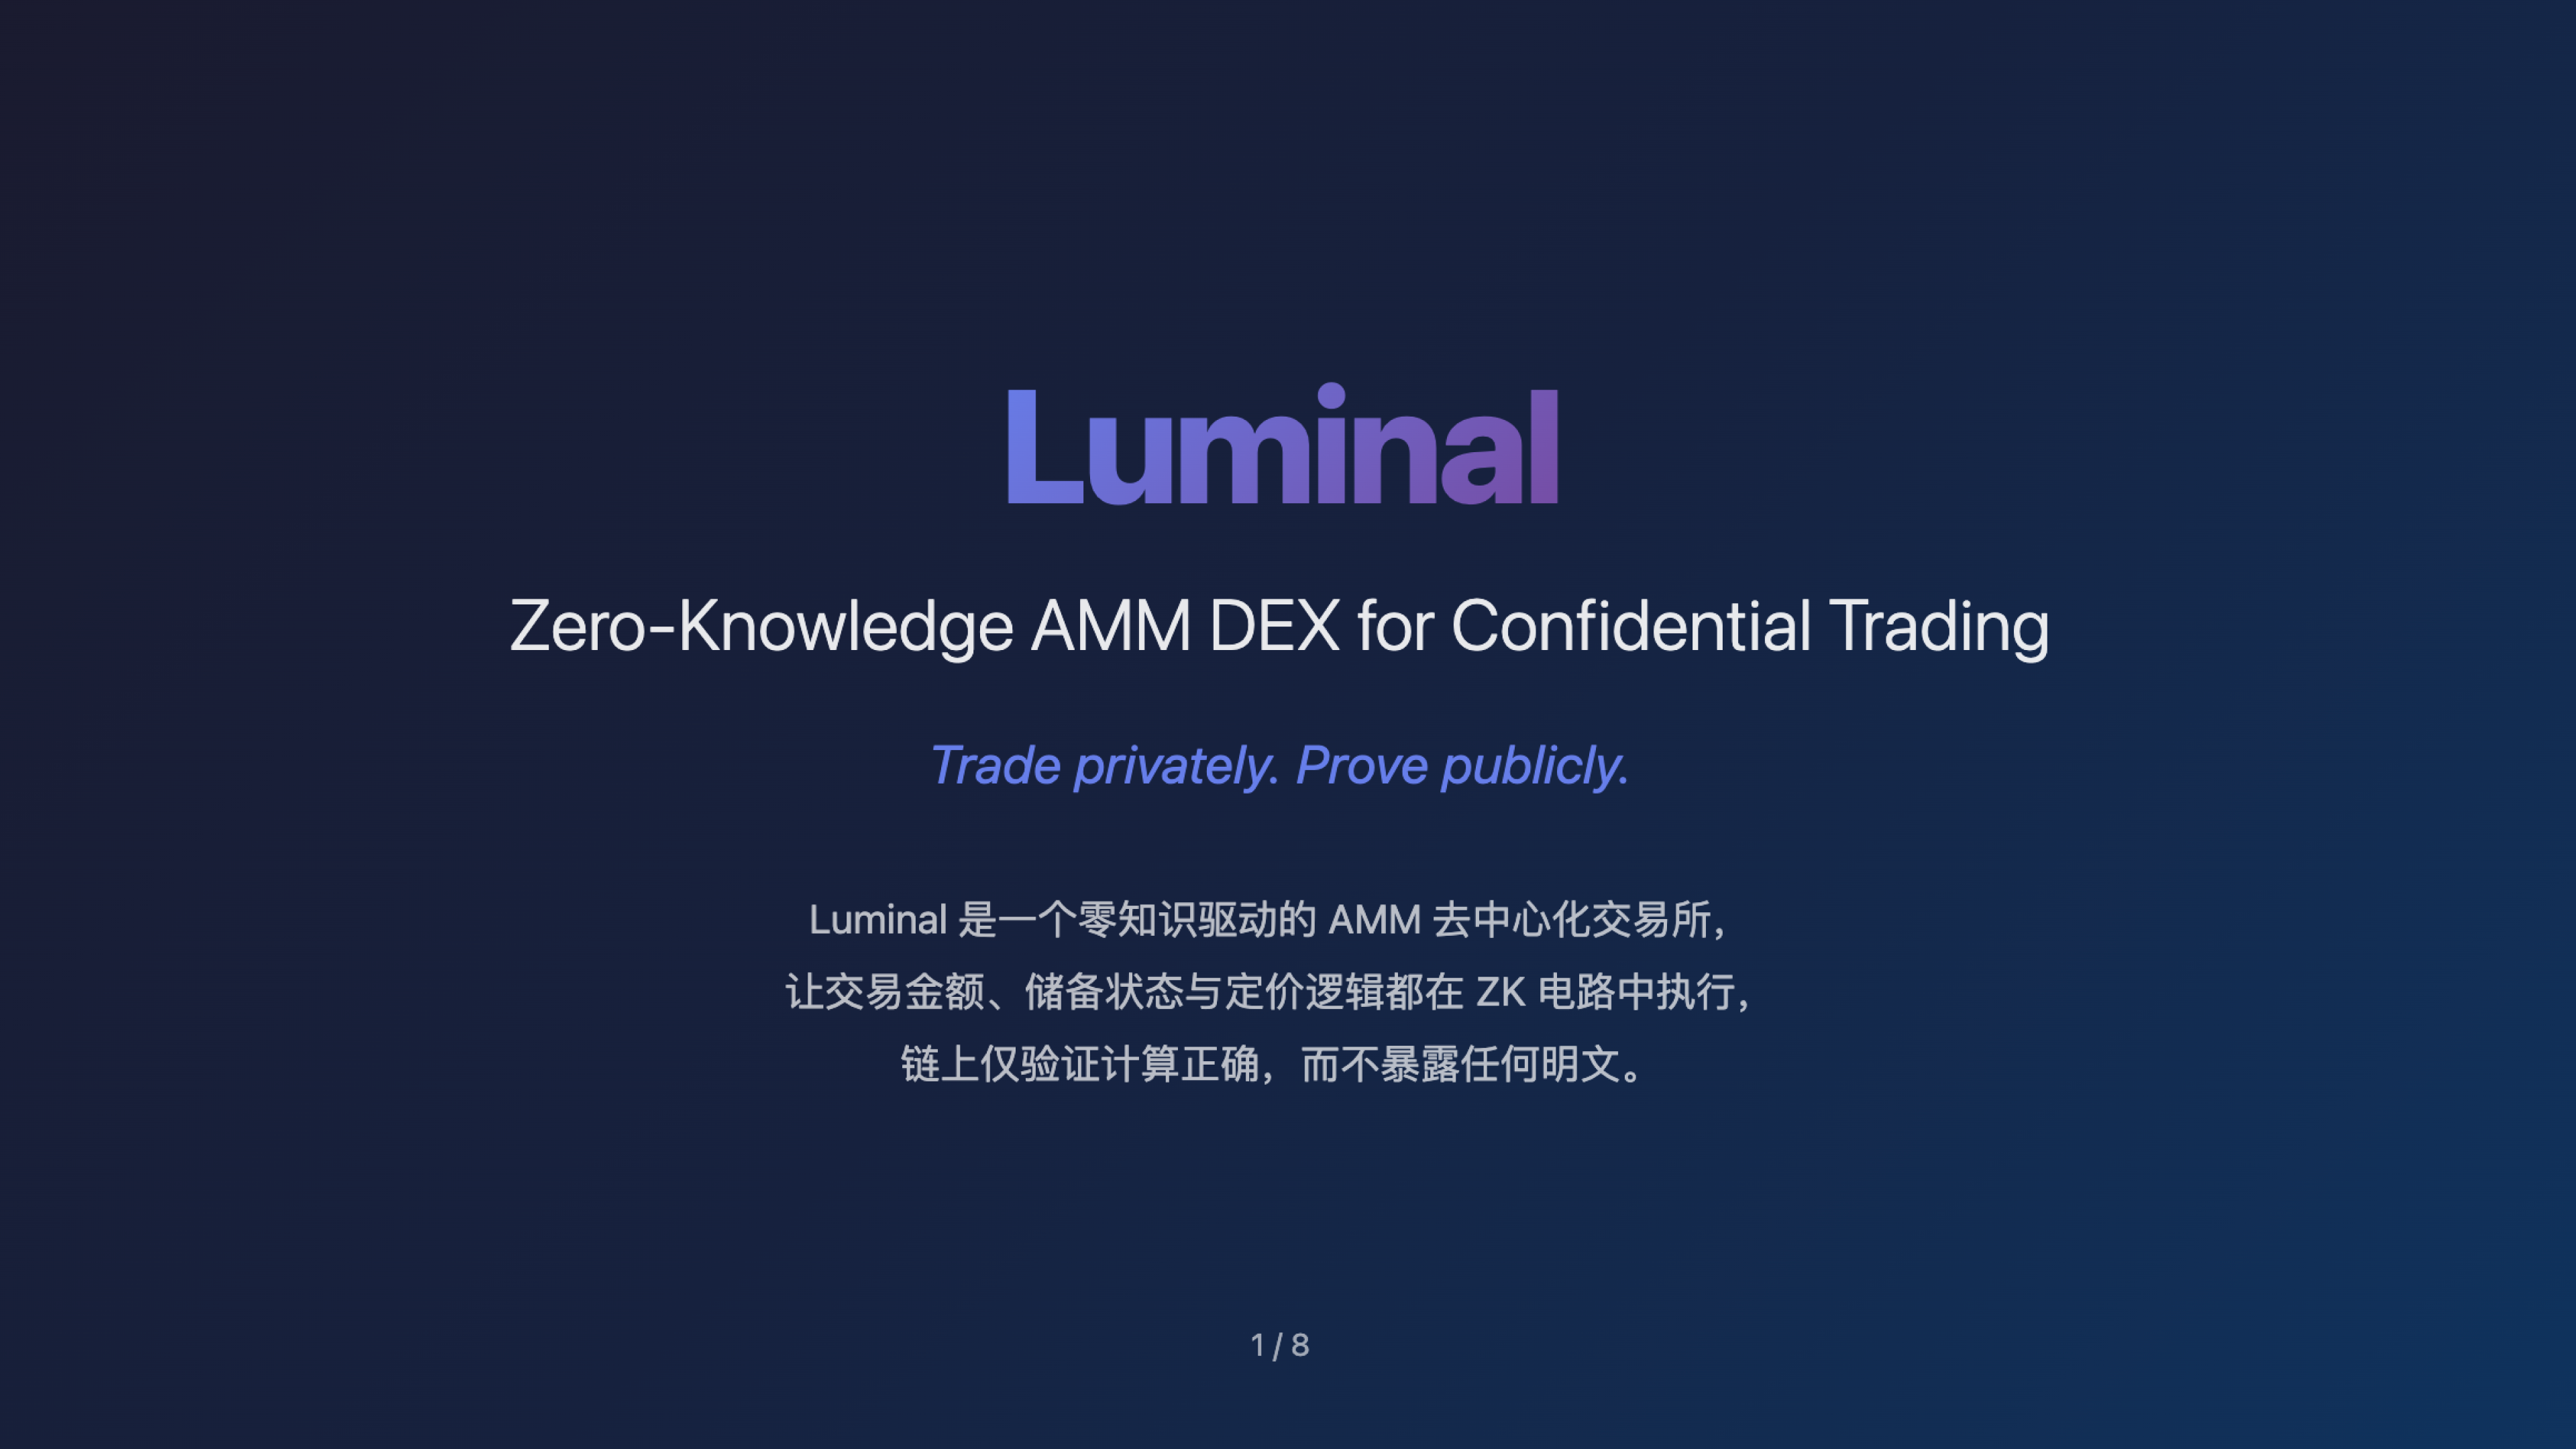 Luminal
Zero-Knowledge AMM DEX for Confidential Trading
Trade privately. Prove publicly.
Luminal 是一个零知识驱动的 AMM 去中心化交易所，
让交易金额、储备状态与定价逻辑都在 ZK 电路中执行，
链上仅验证计算正确，而不暴露任何明文。
1 / 8